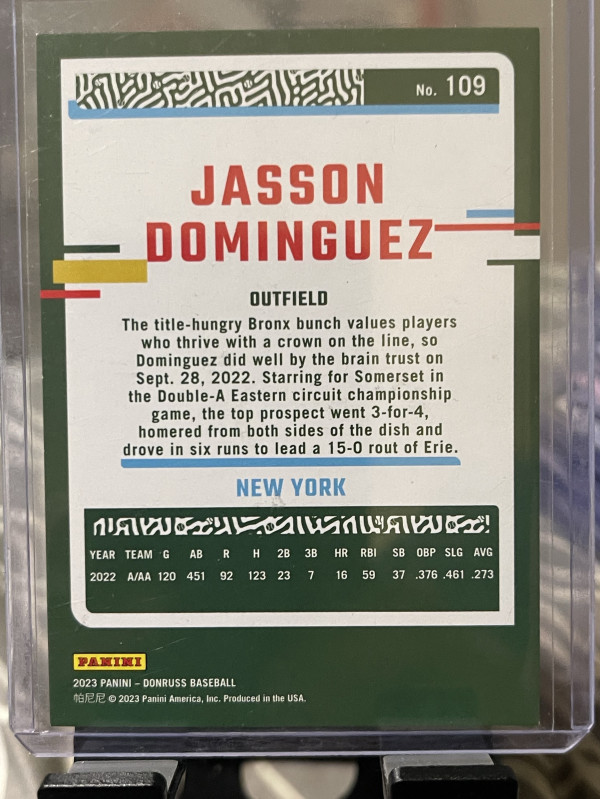 No. 109
JASSON
DOMINGUEZ
OUTFIELD
The title-hungry Bronx bunch values players
who thrive with a crown on the line, so
Dominguez did well by the brain trust on
Sept. 28, 2022. Starring for Somerset in
the Double-A Eastern circuit championship
game, the top prospect went 3-for-4,
homered from both sides of the dish and
drove in six runs to lead a 15-0 rout of Erie.
NEW YORK
YEAR TEAM G AB R H 2B 3B HR RBI SB OBP SLG AVG
2022 A/AA 120 451 92 123 23 7 16 59 37 .376 .461 .273
PANINI
2023 PANINI – DONRUSS BASEBALL
帕尼尼 © 2023 Panini America, Inc. Produced in the USA.